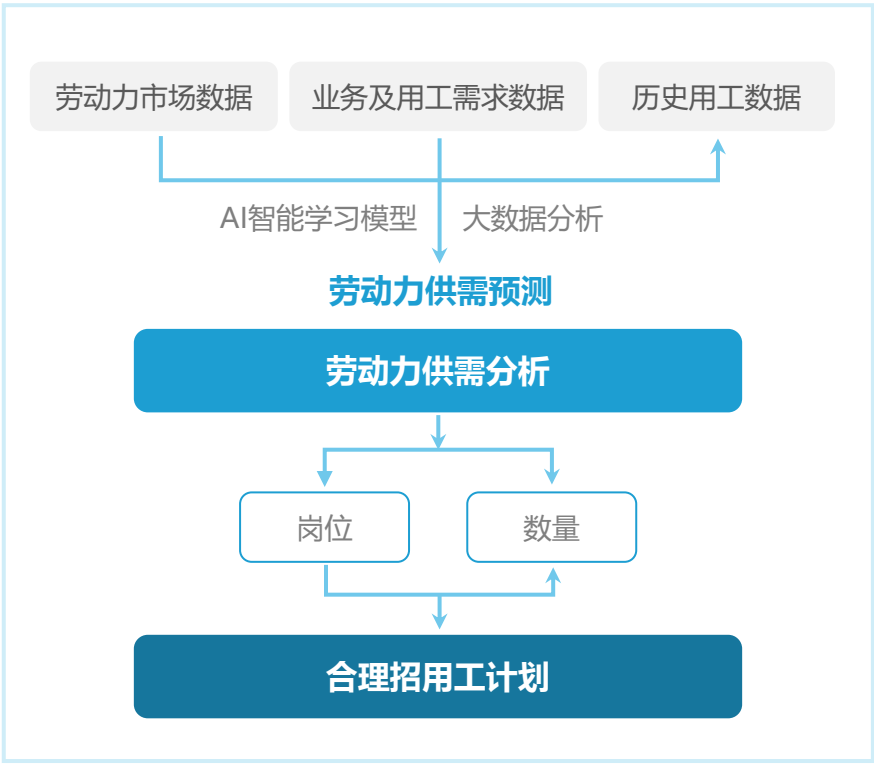 劳动力市场数据
业务及用工需求数据
历史用工数据
AI智能学习模型
大数据分析
劳动力供需预测
劳动力供需分析
岗位
数量
合理招用工计划